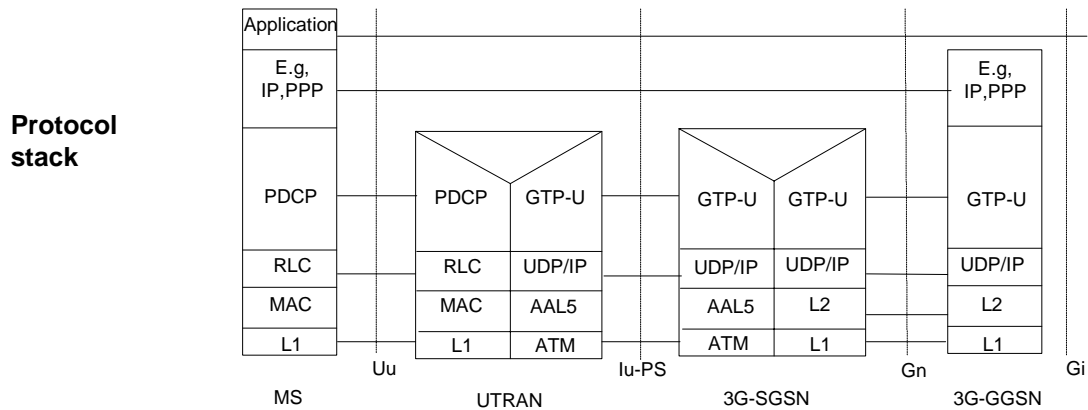 Application
E.g,
IP,PPP
E.g,
IP,PPP
Protocol
stack
PDCP
PDCP
GTP-U
GTP-U
GTP-U
GTP-U
RLC
RLC
UDP/IP
UDP/IP
UDP/IP
UDP/IP
MAC
MAC
AAL5
AAL5
L2
L2
L1
L1
ATM
ATM
L1
L1
Uu
Iu-PS
Gn
Gi
MS
UTRAN
3G-SGSN
3G-GGSN